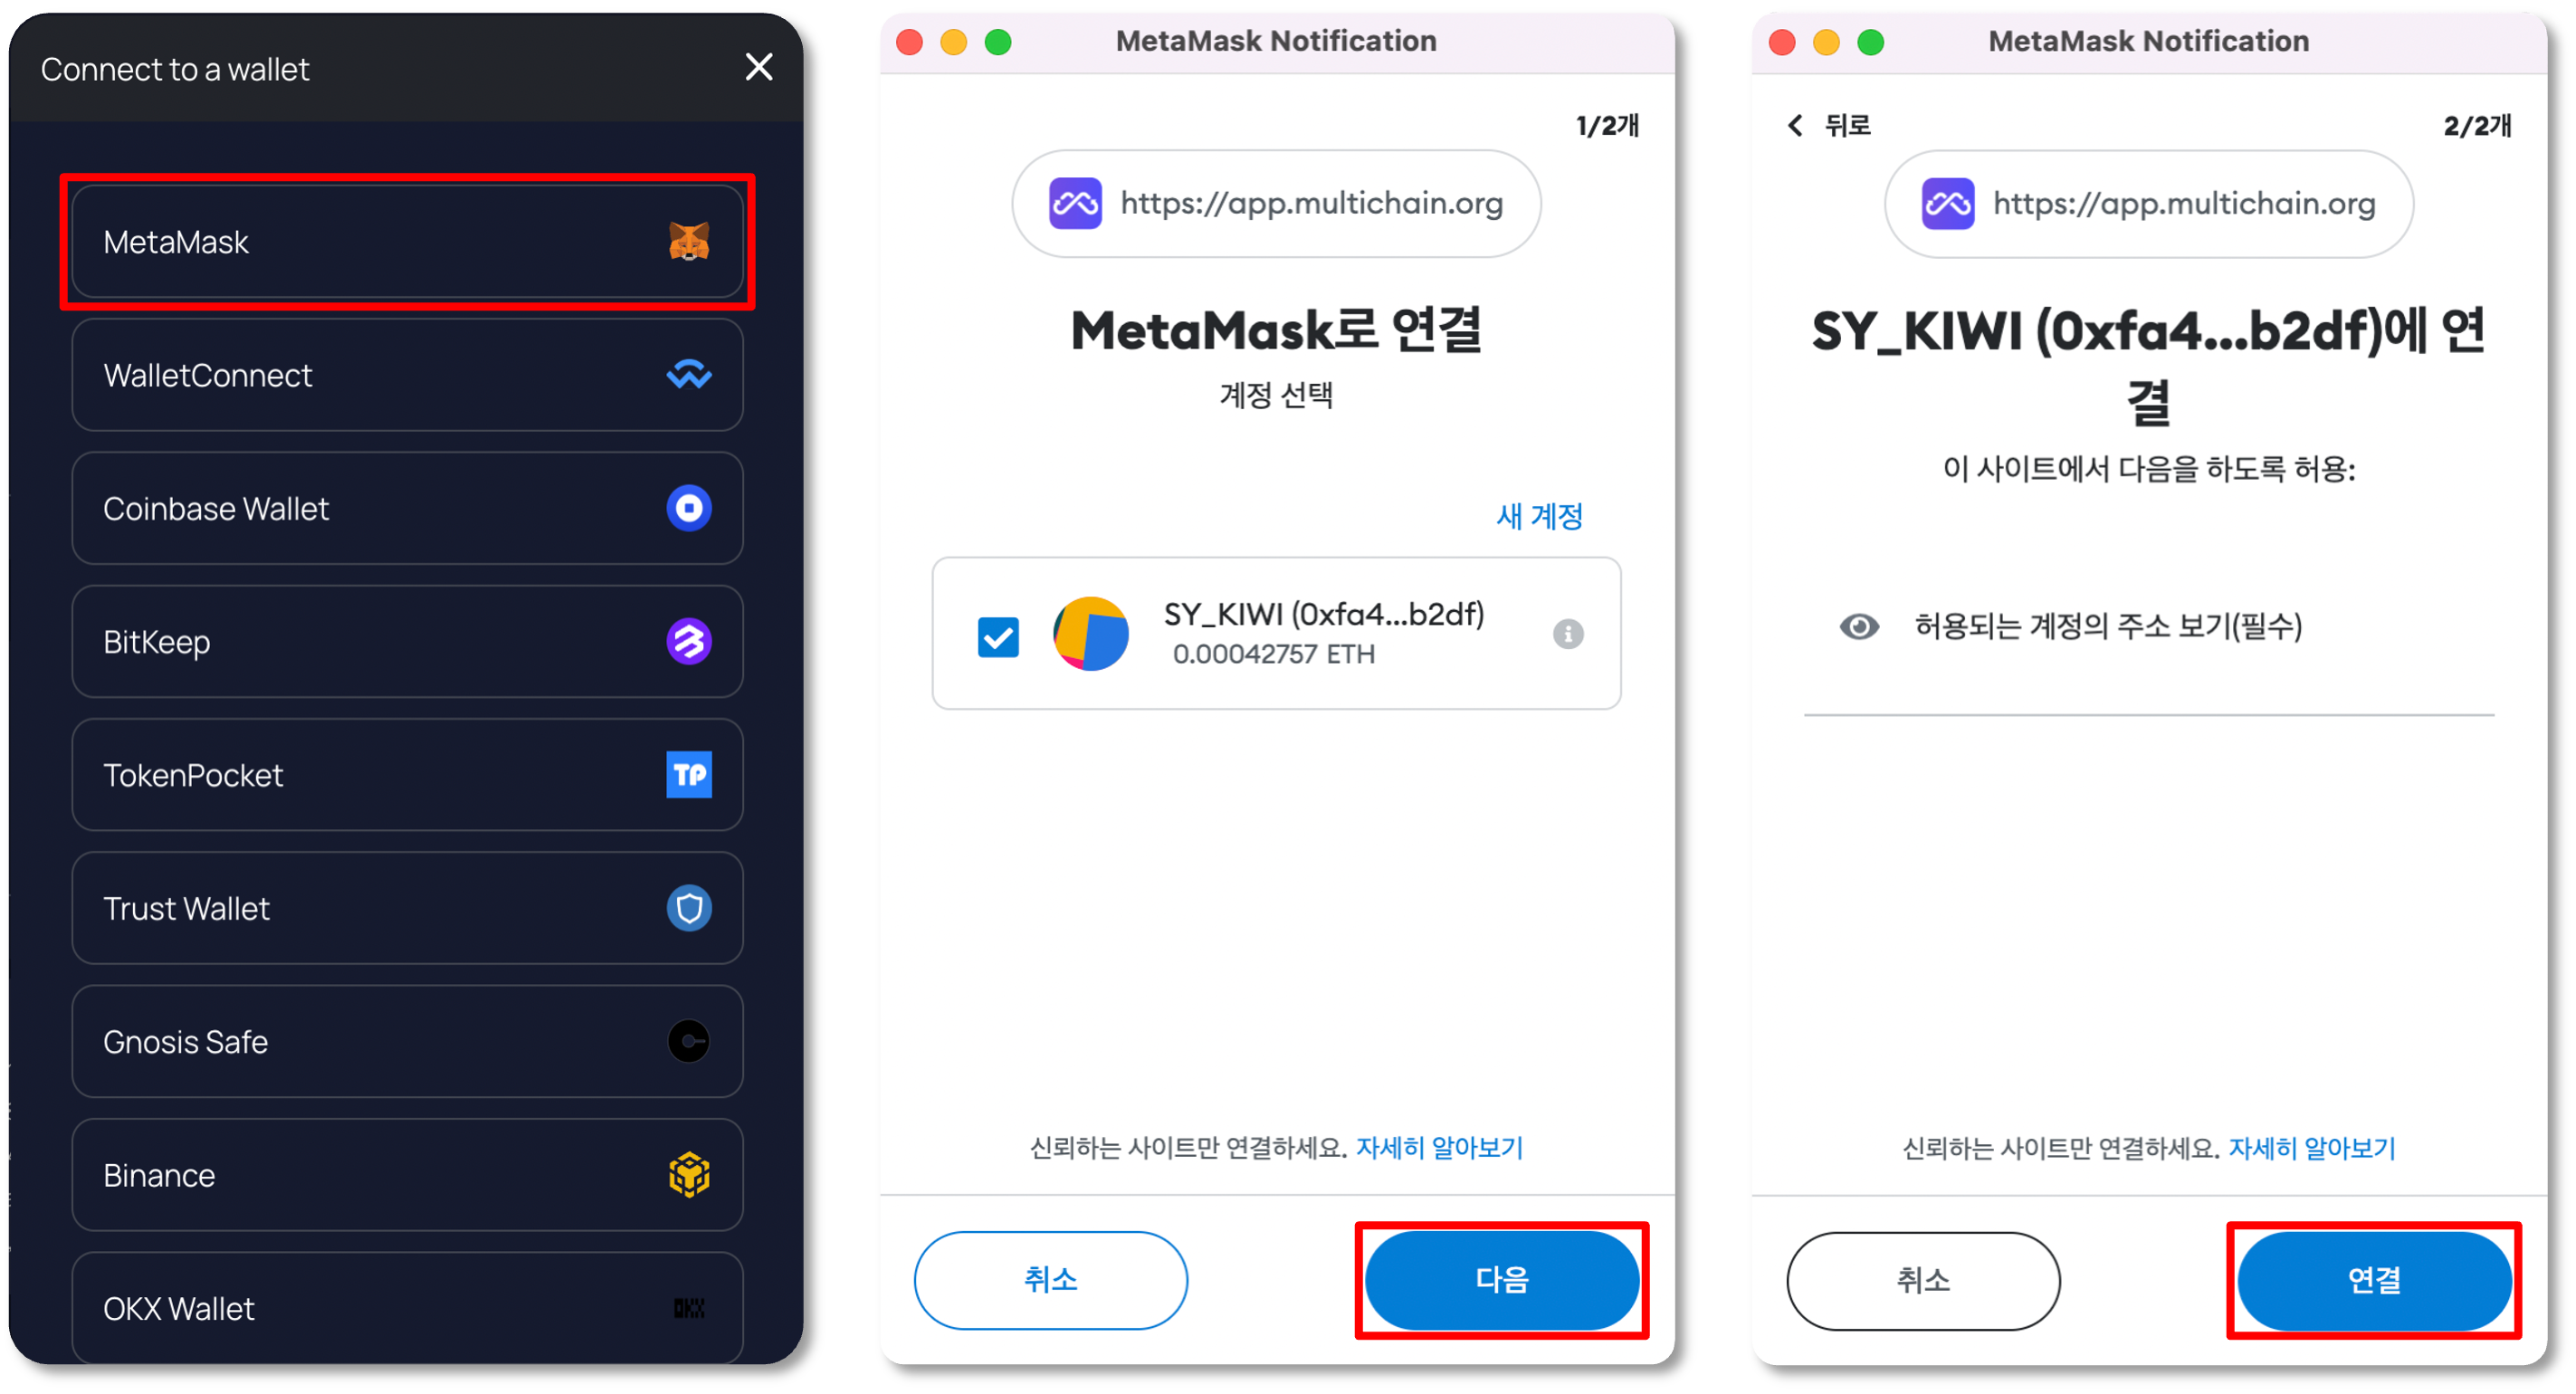 Connect to a wallet
MetaMask
WalletConnect
Coinbase Wallet
BitKeep
TokenPocket
TP
Trust Wallet
Gnosis Safe
Binance
OKX Wallet
OKX
MetaMask Notification
1/2개
https://app.multichain.org
MetaMask로 연결
계정 선택
새 계정
SY_KIWI (0xfa4...b2df)
0.00042757 ETH
신뢰하는 사이트만 연결하세요. 자세히 알아보기
취소
다음
MetaMask Notification
뒤로
2/2개
https://app.multichain.org
SY_KIWI (0xfa4...b2df)에 연
결
이 사이트에서 다음을 하도록 허용:
허용되는 계정의 주소 보기(필수)
신뢰하는 사이트만 연결하세요. 자세히 알아보기
취소
연결